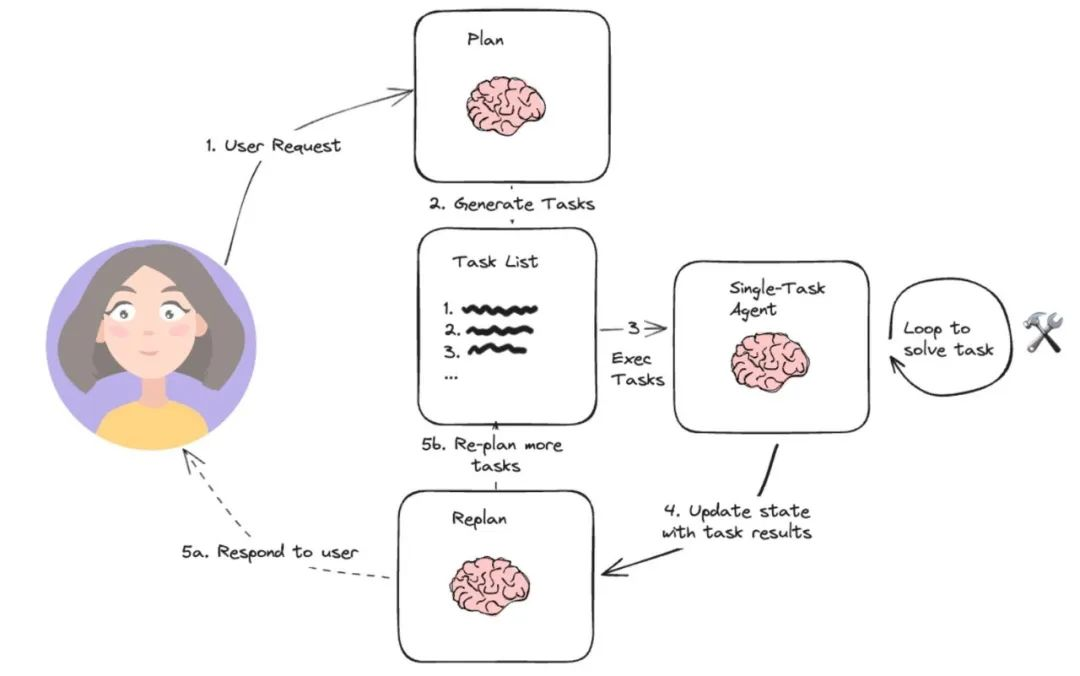 Plan
1. User Request
2. Generate Tasks
Task List
1.
2.
3.
...
3
Exec
Tasks
Single-Task
Agent
Loop to
solve task
5b. Re-plan more
tasks
Replan
4. Update state
with task results
5a. Respond to user